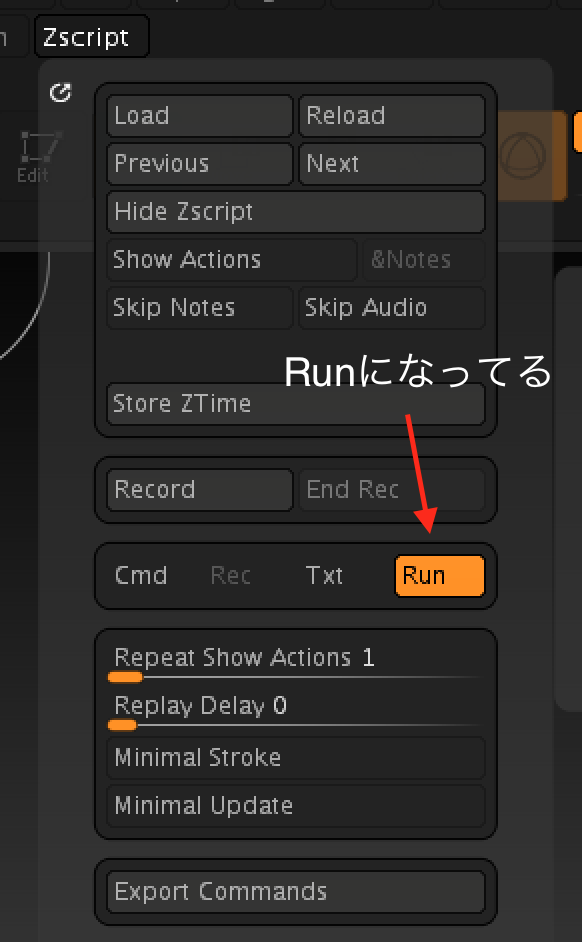 Zscript
Load
Reload
Edit
Previous
Next
Hide Zscript
Show Actions
&Notes
Skip Notes
Skip Audio
Runになってる
Store ZTime
Record
End Rec
Cmd
Rec
Txt
Run
Repeat Show Actions 1
Replay Delay 0
Minimal Stroke
Minimal Update
Export Commands